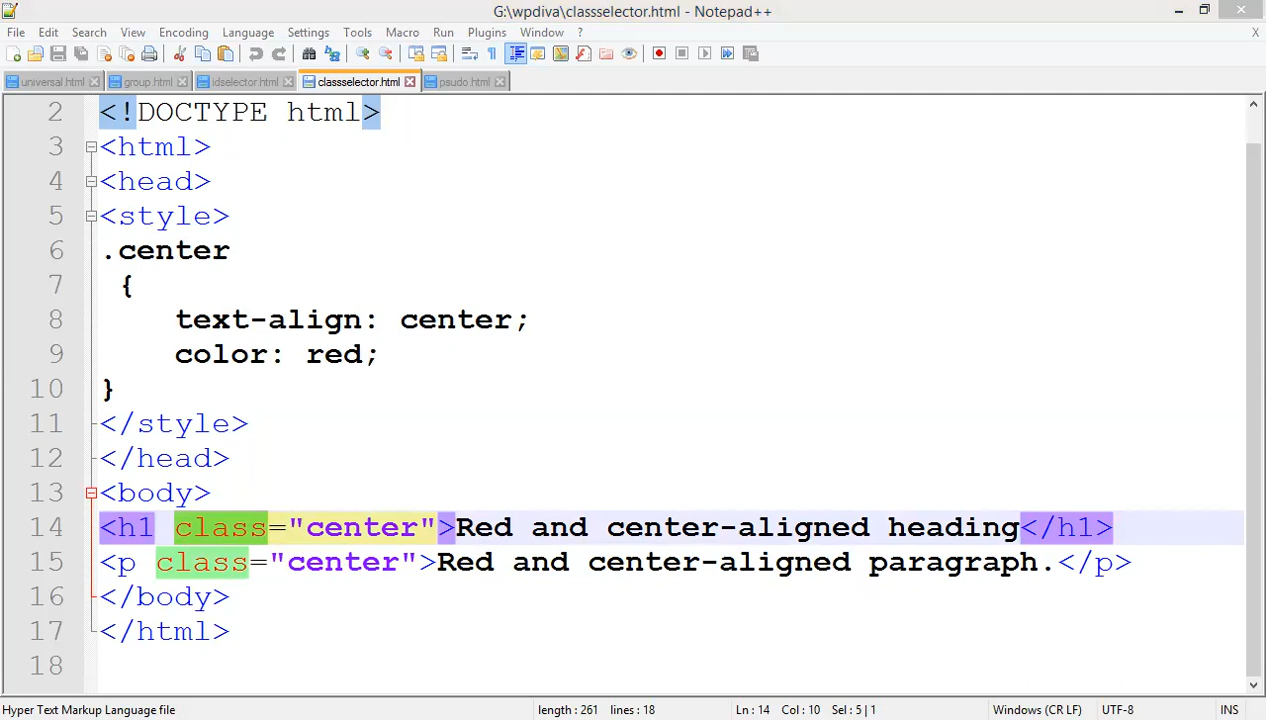 G:\wpdiva\classselector.html - Notepad++
File Edit Search View Encoding Language Settings Tools Macro Run Plugins Window ? X
universal.html group.html idselector.html classselector.html psudo.html
2 <!DOCTYPE html>
3 <html>
4 <head>
5 <style>
6 .center
7 {
8 text-align: center;
9 color: red;
10 }
11 </style>
12 </head>
13 <body>
14 <h1 class="center">Red and center-aligned heading</h1>
15 <p class="center">Red and center-aligned paragraph.</p>
16 </body>
17 </html>
18
Hyper Text Markup Language file length : 261 lines : 18 Ln : 14 Col : 10 Sel : 5 | 1 Windows (CR LF) UTF-8 INS